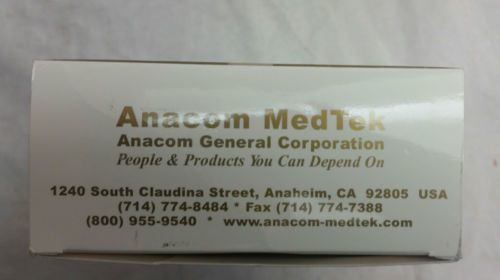 Anacom MedTek
Anacom General Corporation
People & Products You Can Depend On
1240 South Claudina Street, Anaheim, CA 92805 USA
(714) 774-8484 * Fax (714) 774-7388
(800) 955-9540 * www.anacom-medtek.com